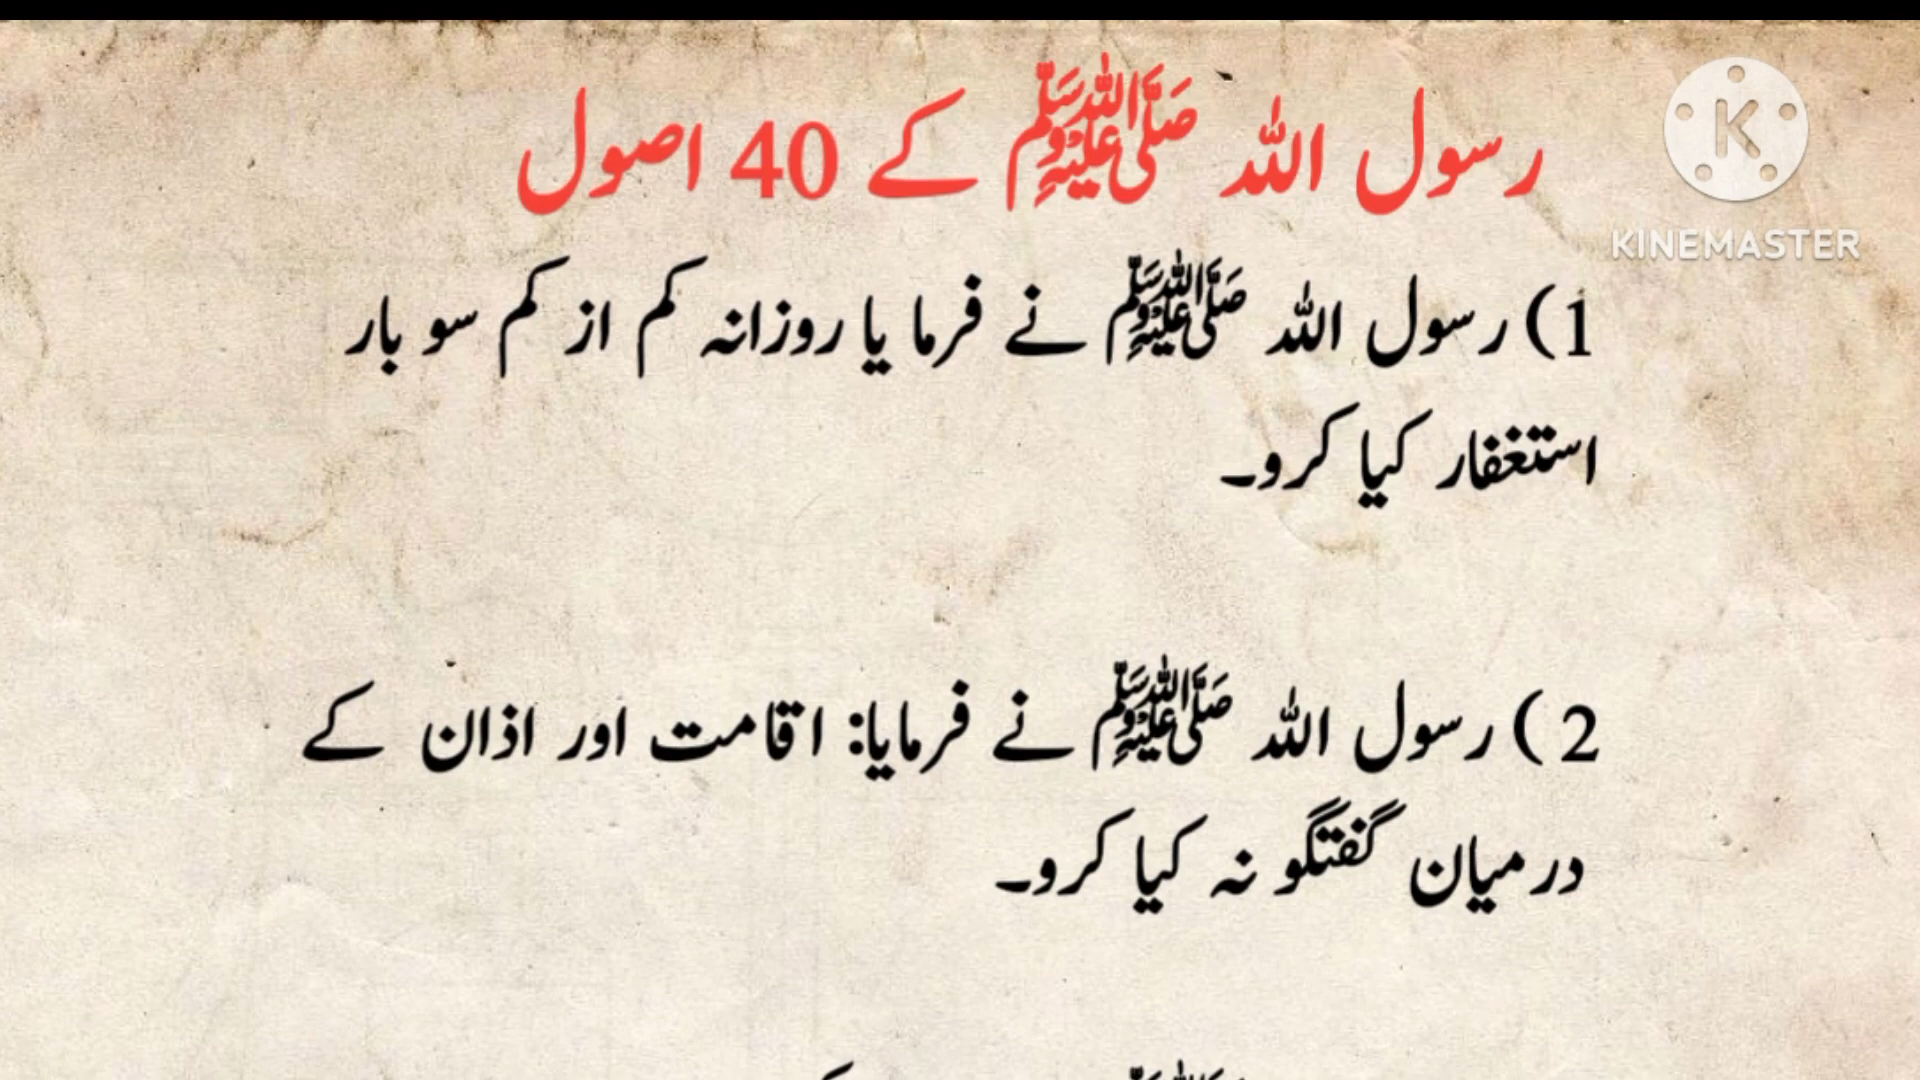 رسول اللہ ﷺ کے 40 اصول
KINEMASTER
1) رسول اللہ ﷺ نے فرما یا روزانہ کم از کم سو بار
استغفار کیا کرو۔
2) رسول اللہ ﷺ نے فرمایا: اقامت اور اذان کے
درمیان گفتگو نہ کیا کرو۔